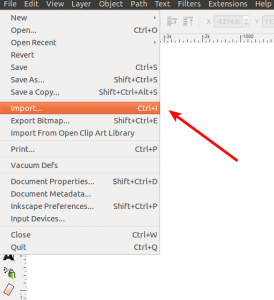 File Edit View Layer Object Path Text Filters Extensions Help
New Ctrl+N
Open... Ctrl+O
Open Recent
Revert
Save Ctrl+S
Save As... Shift+Ctrl+S
Save a Copy... Shift+Ctrl+Alt+S
Import... Ctrl+I
Export Bitmap... Shift+Ctrl+E
Import From Open Clip Art Library
Print... Ctrl+P
Vacuum Defs
Document Properties... Shift+Ctrl+D
Document Metadata...
Inkscape Preferences... Shift+Ctrl+P
Input Devices...
Close Ctrl+W
Quit Ctrl+Q